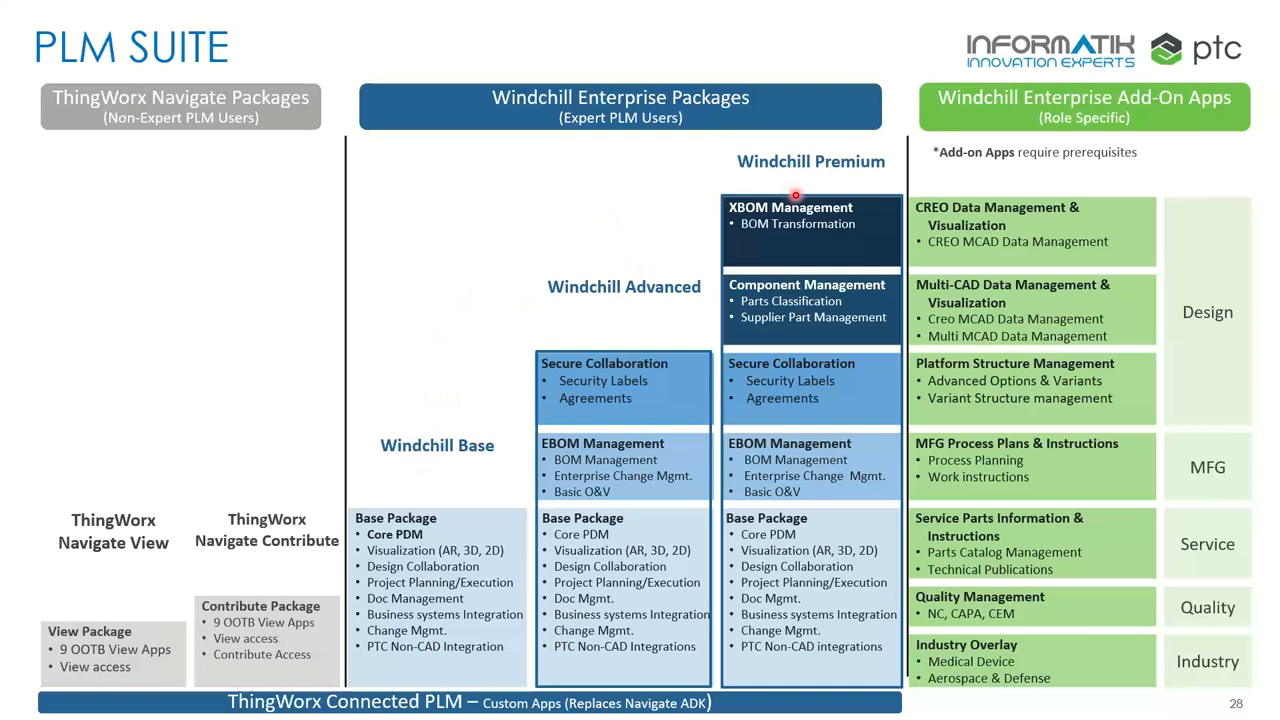 PLM SUITE
INFORMATIK
INNOVATION EXPERTS
ptc
ThingWorx Navigate Packages
(Non-Expert PLM Users)
Windchill Enterprise Packages
(Expert PLM Users)
Windchill Enterprise Add-On Apps
(Role Specific)
ThingWorx
Navigate View
View Package
• 9 OOTB View Apps
• View access
ThingWorx
Navigate Contribute
Contribute Package
• 9 OOTB View Apps
• View access
• Contribute Access
Windchill Base
Base Package
• Core PDM
• Visualization (AR, 3D, 2D)
• Design Collaboration
• Project Planning/Execution
• Doc Management
• Business systems Integration
• Change Mgmt.
• PTC Non-CAD Integration
Windchill Advanced
Secure Collaboration
• Security Labels
• Agreements
EBOM Management
• BOM Management
• Enterprise Change Mgmt.
• Basic O&V
Base Package
• Core PDM
• Visualization (AR, 3D, 2D)
• Design Collaboration
• Project Planning/Execution
• Doc Mgmt.
• Business systems Integration
• Change Mgmt.
• PTC Non-CAD Integrations
Windchill Premium
XBOM Management
• BOM Transformation
Component Management
• Parts Classification
• Supplier Part Management
Secure Collaboration
• Security Labels
• Agreements
EBOM Management
• BOM Management
• Enterprise Change Mgmt.
• Basic O&V
Base Package
• Core PDM
• Visualization (AR, 3D, 2D)
• Design Collaboration
• Project Planning/Execution
• Doc Mgmt.
• Business systems Integration
• Change Mgmt.
• PTC Non-CAD integrations
*Add-on Apps require prerequisites
CREO Data Management &
Visualization
• CREO MCAD Data Management
Multi-CAD Data Management &
Visualization
• Creo MCAD Data Management
• Multi MCAD Data Management
Platform Structure Management
• Advanced Options & Variants
• Variant Structure management
Design
MFG Process Plans & Instructions
• Process Planning
• Work instructions
MFG
Service Parts Information &
Instructions
• Parts Catalog Management
• Technical Publications
Service
Quality Management
• NC, CAPA, CEM
Quality
Industry Overlay
• Medical Device
• Aerospace & Defense
Industry
ThingWorx Connected PLM – Custom Apps (Replaces Navigate ADK)
28